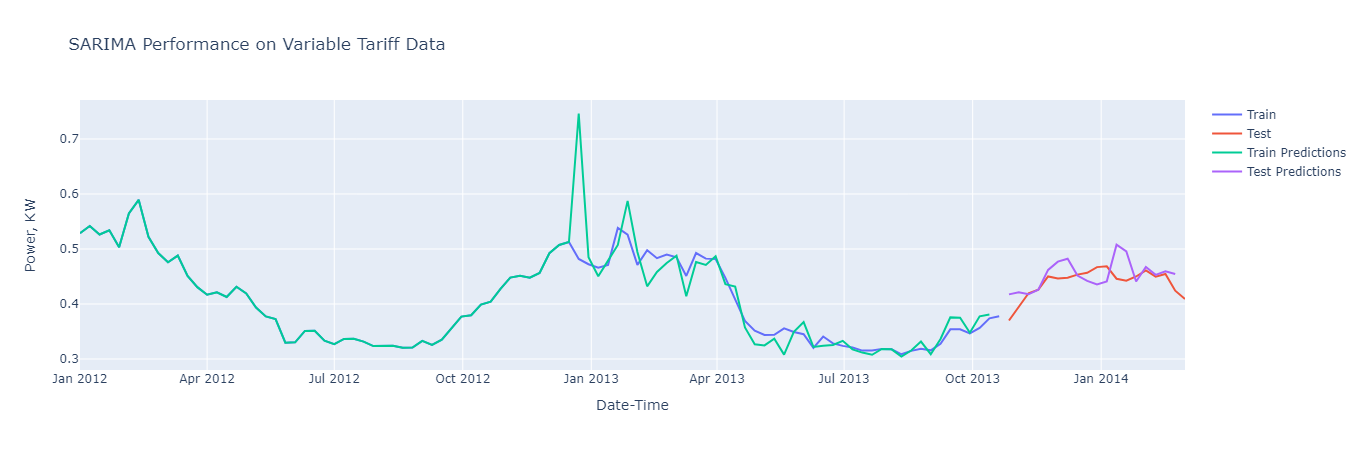 SARIMA Performance on Variable Tariff Data
Train
Test
Train Predictions
Test Predictions
Power, KW
0.7
0.6
0.5
0.4
0.3
Jan 2012 Apr 2012 Jul 2012 Oct 2012 Jan 2013 Apr 2013 Jul 2013 Oct 2013 Jan 2014
Date-Time